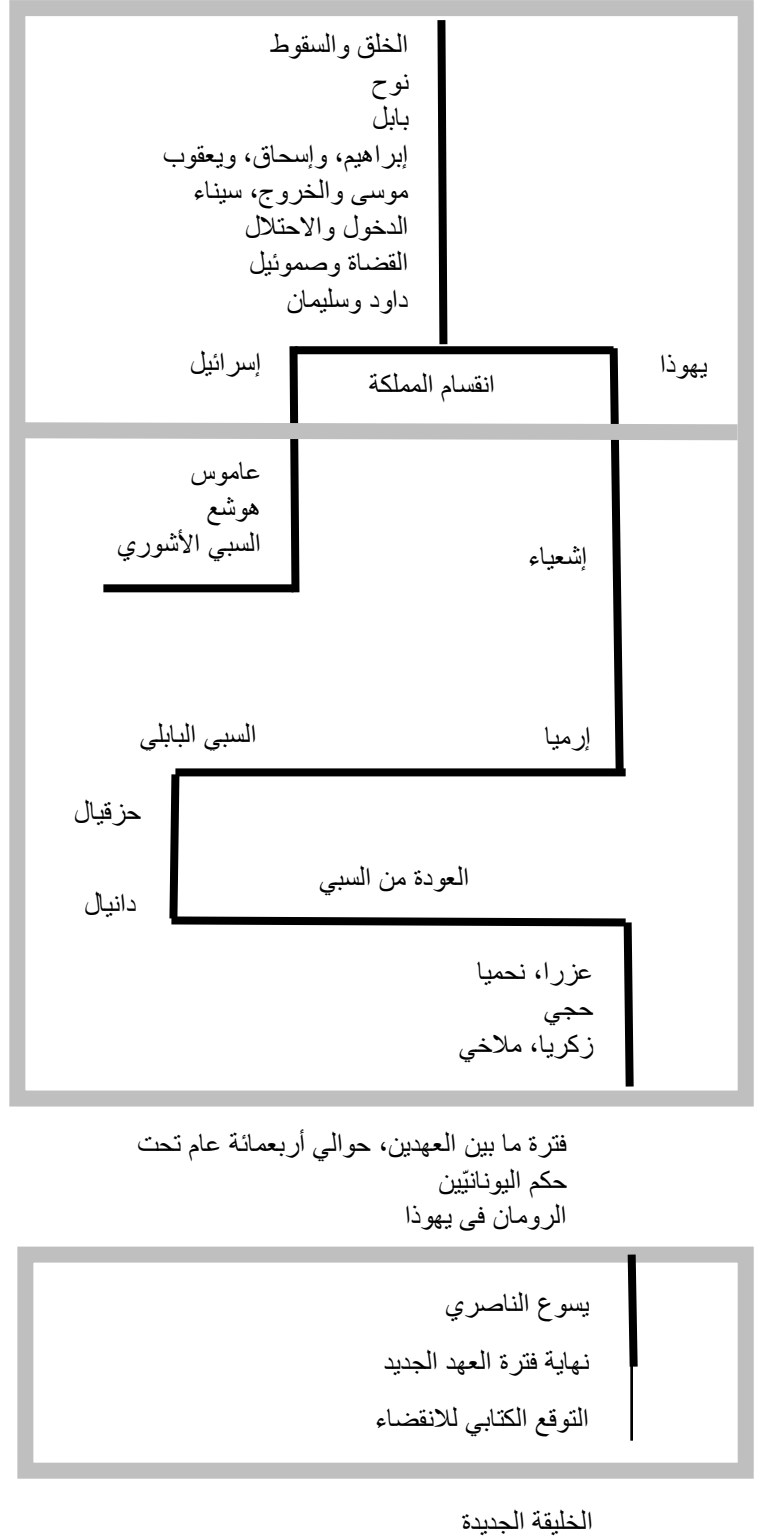 الخلق والسقوط
نوح
بابل
إبراهيم، وإسحاق، ويعقوب
موسى والخروج، سيناء
الدخول والاحتلال
القضاة وصموئيل
داود وسليمان
يهوذا
إسرائيل
انقسام المملكة
عاموس
هوشع
السبي الأشوري
إشعياء
إرميا
السبي البابلي
حزقيال
العودة من السبي
دانيال
عزرا، نحميا
حجي
زكريا، ملاخي
فترة ما بين العهدين، حوالي أربعمائة عام تحت
حكم اليونانيّين
الرومان فى يهوذا
يسوع الناصري
نهاية فترة العهد الجديد
التوقع الكتابي للانقضاء
الخليقة الجديدة